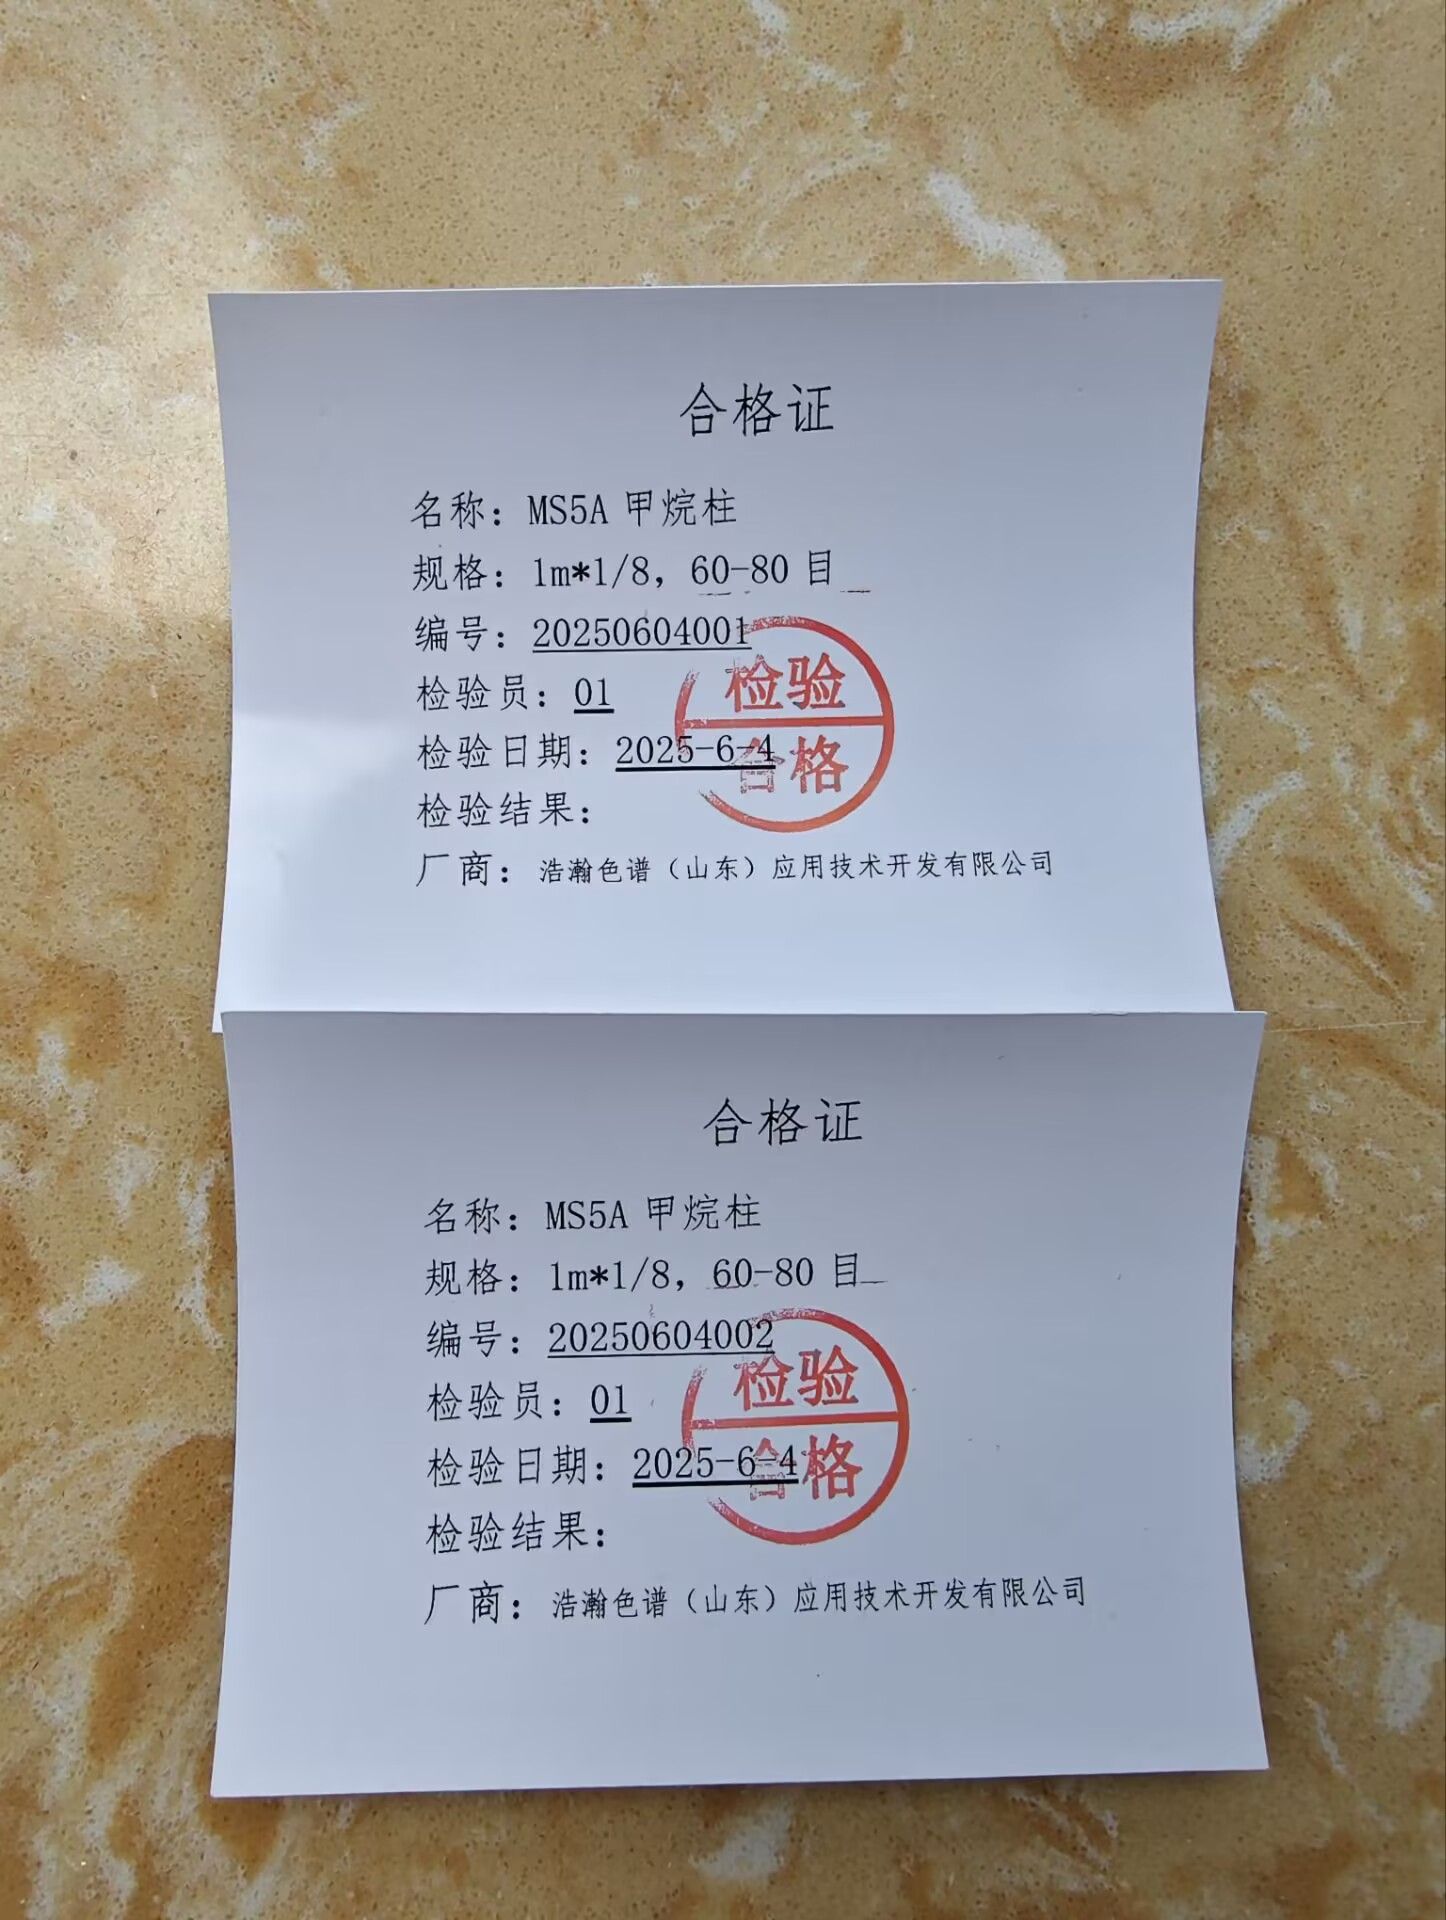 合格证
名称：MS5A 甲烷柱
规格：1m*1/8，60-80 目
编号：20250604001
检验员：01
检验日期：2025-6-4
检验结果：
厂商：浩瀚色谱（山东）应用技术开发有限公司
检验
合格
合格证
名称：MS5A 甲烷柱
规格：1m*1/8，60-80 目
编号：20250604002
检验员：01
检验日期：2025-6-4
检验结果：
厂商：浩瀚色谱（山东）应用技术开发有限公司
检验
合格